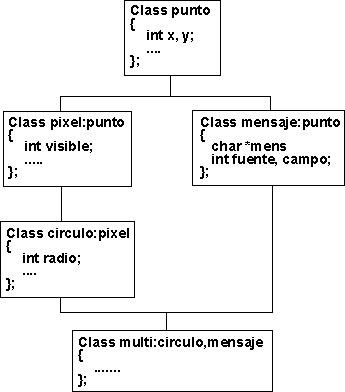 Class punto
{
int x, y;
....
};
Class pixel:punto
{
int visible;
.....
};
Class mensaje:punto
{
char *mens
int fuente, campo;
};
Class circulo:pixel
{
int radio;
....
};
Class multi:circulo,mensaje
{
.......
};